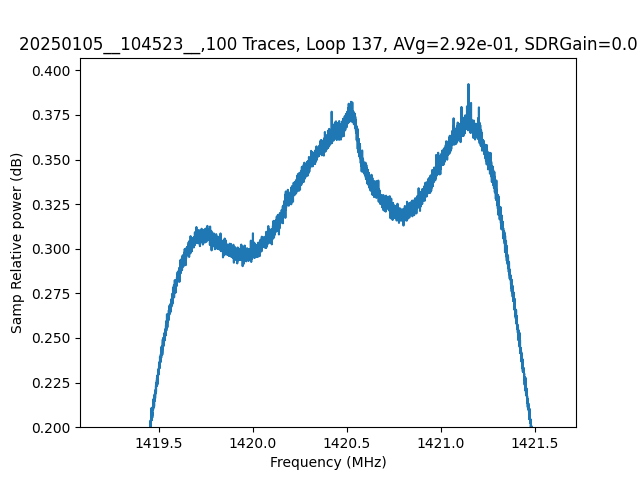 20250105__104523__,100 Traces, Loop 137, AVg=2.92e-01, SDRGain=0.0
0.400
0.375
0.350
0.325
0.300
0.275
0.250
0.225
0.200
Samp Relative power (dB)
1419.5 1420.0 1420.5 1421.0 1421.5
Frequency (MHz)